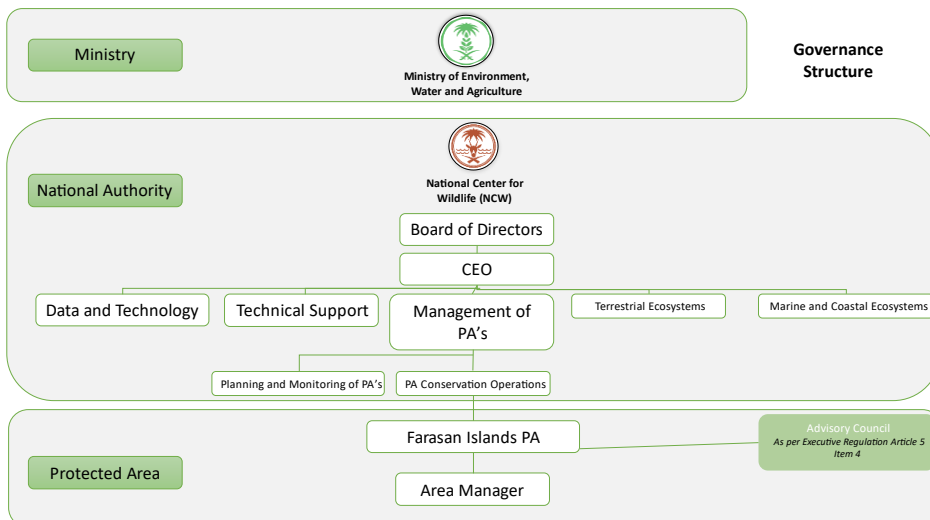 Ministry
Ministry of Environment,
Water and Agriculture
Governance
Structure
National Authority
National Center for
Wildlife (NCW)
Board of Directors
CEO
Data and Technology
Technical Support
Management of
PA's
Terrestrial Ecosystems
Marine and Coastal Ecosystems
Planning and Monitoring of PA's
PA Conservation Operations
Protected Area
Farasan Islands PA
Advisory Council
As per Executive Regulation Article 5
Item 4
Area Manager